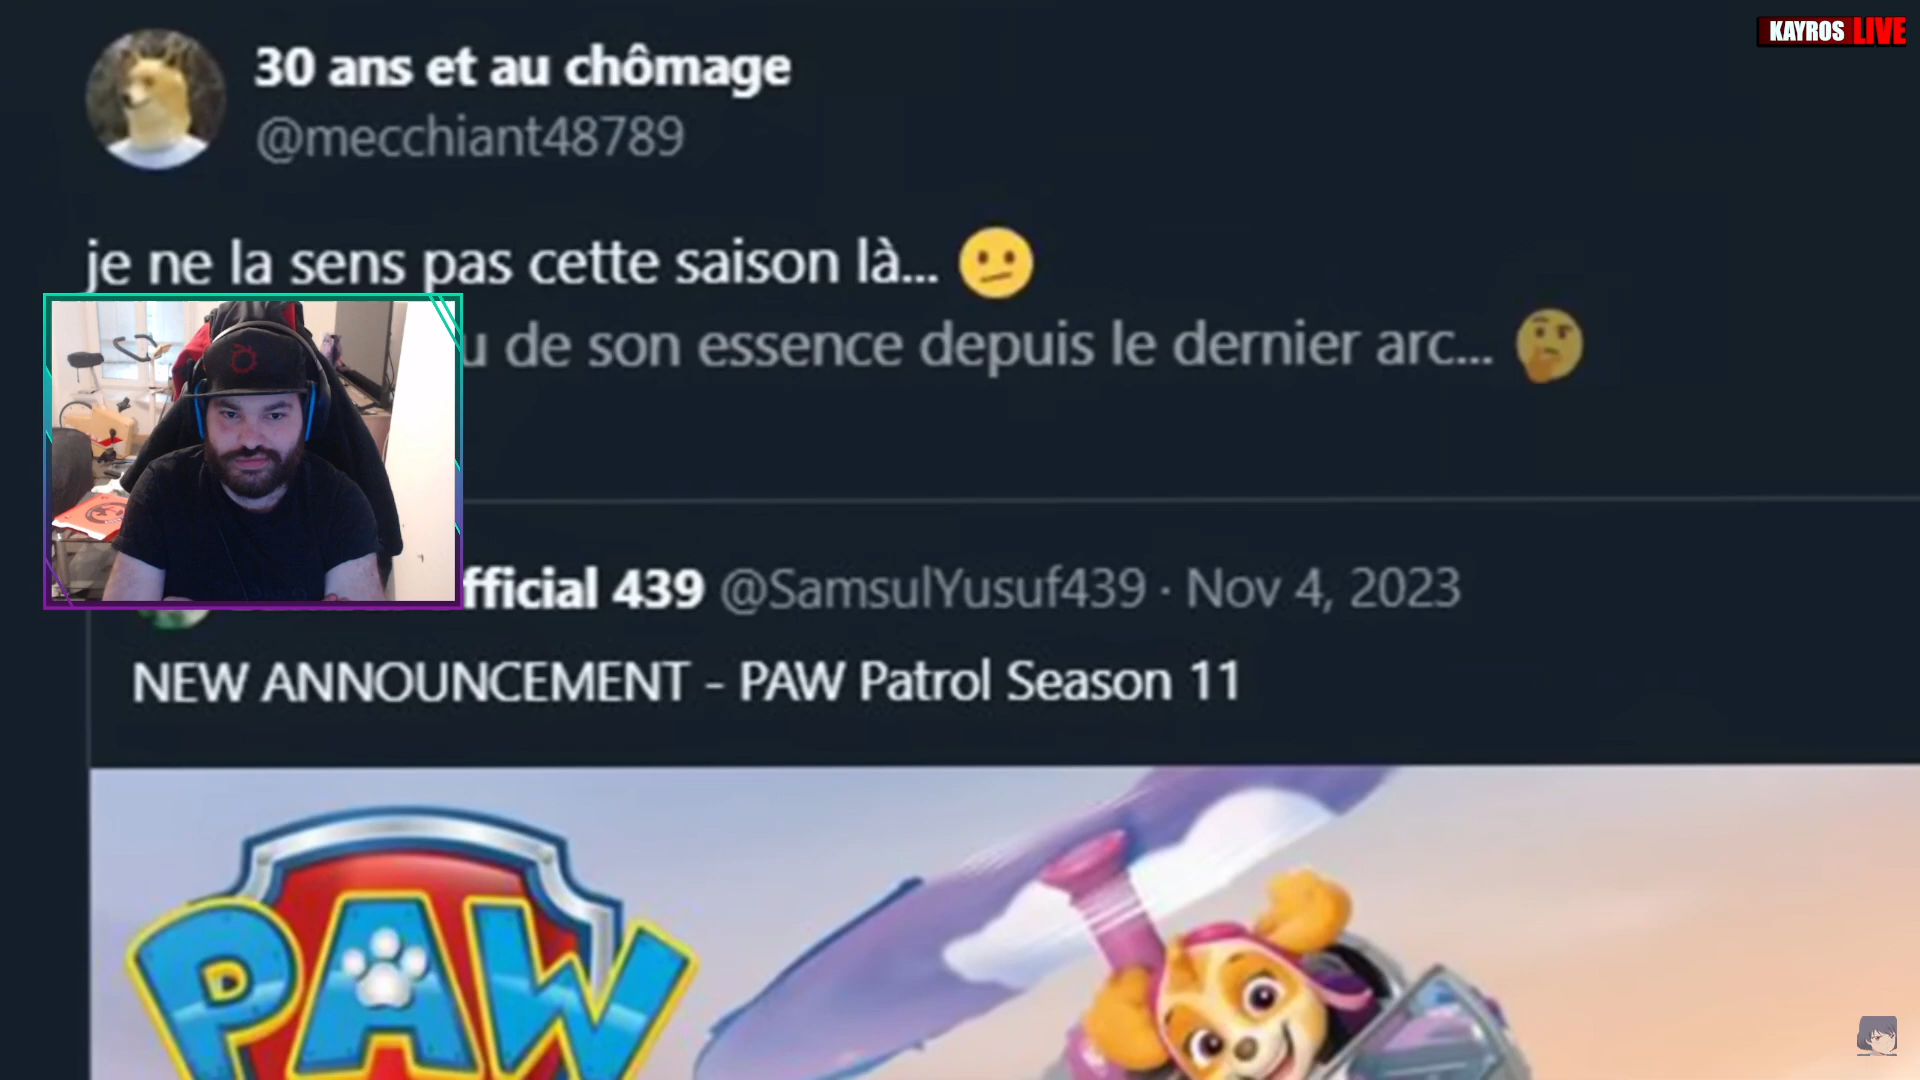 KAYROS LIVE
30 ans et au chômage
@mecchiant48789
je ne la sens pas cette saison là... 🫤
de son essence depuis le dernier arc... 🤔
439 @SamsulYusuf439 · Nov 4, 2023
NEW ANNOUNCEMENT - PAW Patrol Season 11
PAW